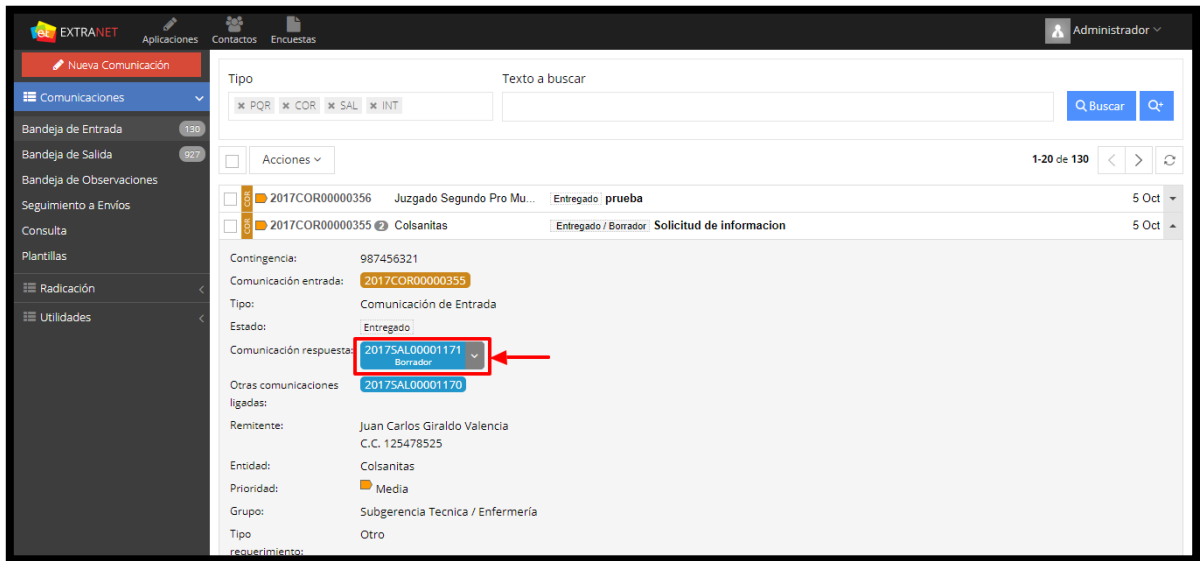 EXTRANET
Aplicaciones Contactos Encuestas
Administrador
Nueva Comunicación
Comunicaciones
Bandeja de Entrada 130
Bandeja de Salida 927
Bandeja de Observaciones
Seguimiento a Envíos
Consulta
Plantillas
Radicación
Utilidades
Tipo Texto a buscar
PQR COR SAL INT
Buscar
Acciones 1-20 de 130
COR 2017COR00000356 Juzgado Segundo Pro Mu... Entregado prueba 5 Oct
COR 2017COR00000355 2 Colsanitas Entregado / Borrador Solicitud de informacion 5 Oct
Contingencia: 987456321
Comunicación entrada: 2017COR00000355
Tipo: Comunicación de Entrada
Estado: Entregado
Comunicación respuesta: 2017SAL00001171
Borrador
Otras comunicaciones 2017SAL00001170
ligadas:
Remitente: Juan Carlos Giraldo Valencia
C.C. 125478525
Entidad: Colsanitas
Prioridad: Media
Grupo: Subgerencia Tecnica / Enfermería
Tipo Otro
requerimiento: